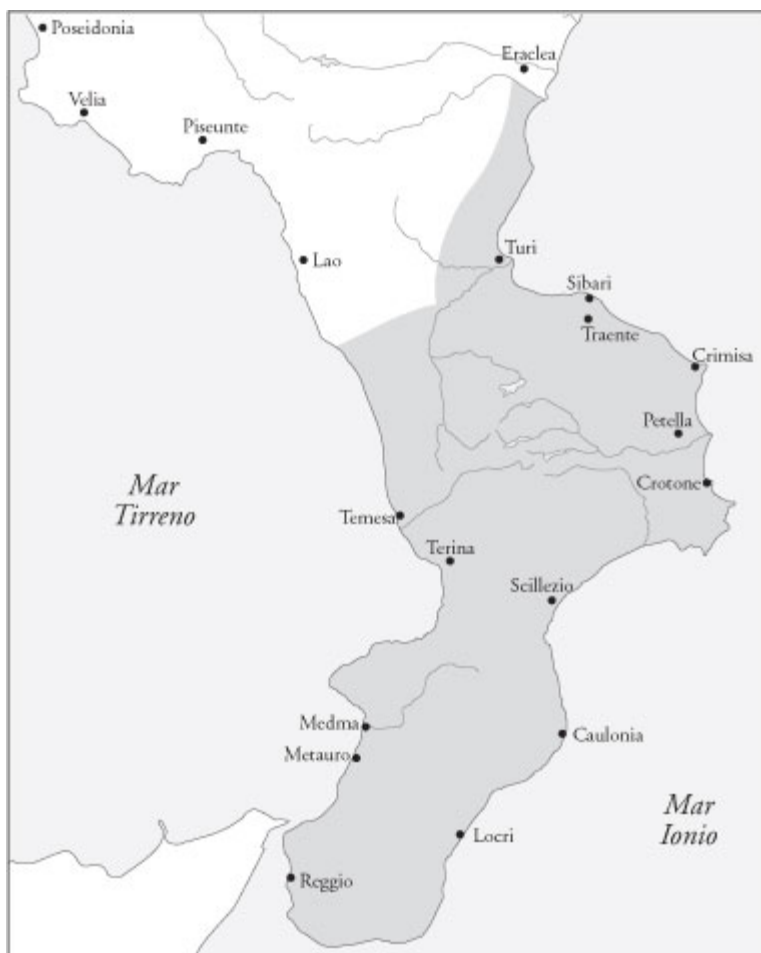 Poseidonia
Eraclea
Velia
Piseunte
Lao
Turi
Sibari
Traente
Crimisa
Petella
Crotone
Mar
Tirreno
Temesa
Terina
Scillezio
Medma
Caulonia
Metauro
Mar
Ionio
Locri
Reggio